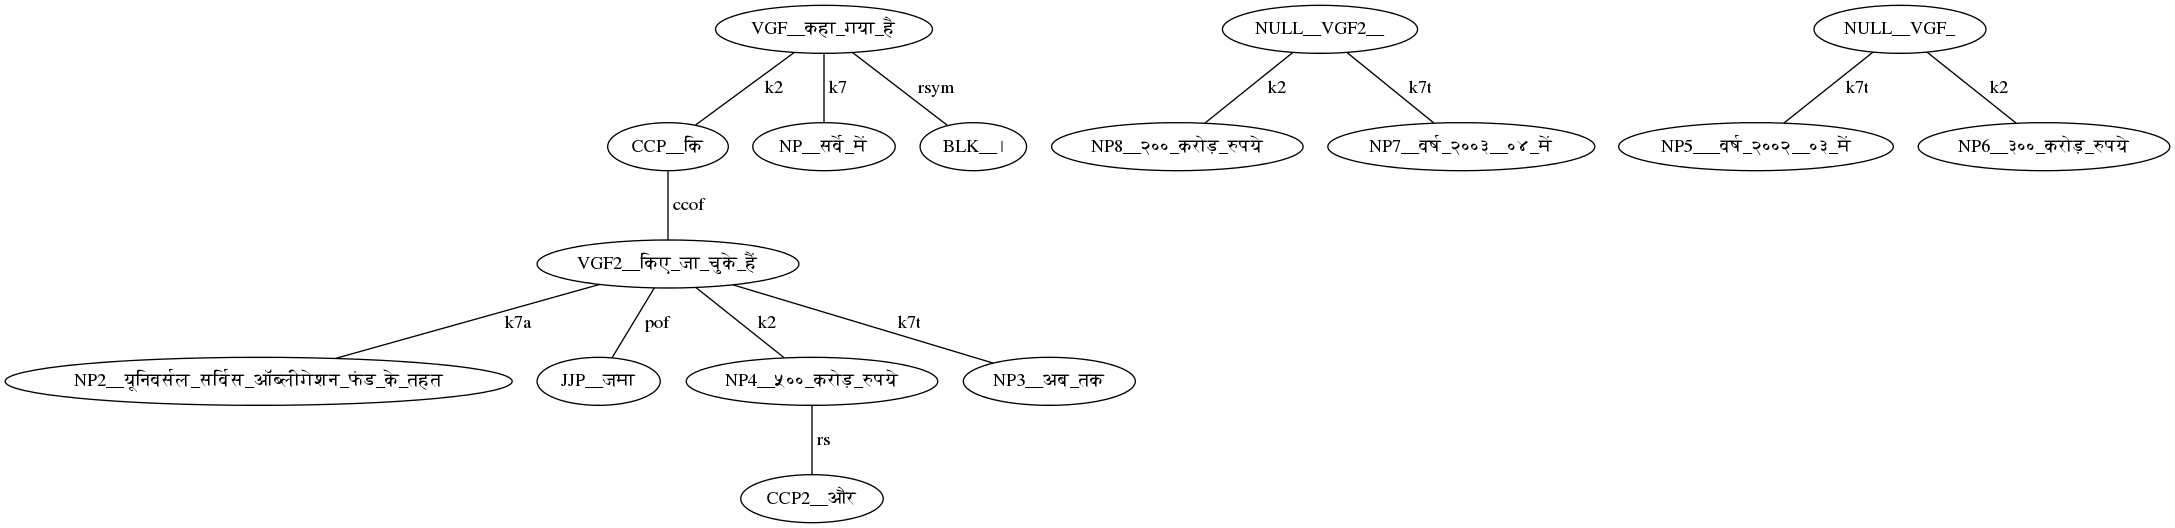 VGF__कहा_गया_है NULL__VGF2__ NULL__VGF_
k2 k7 rsym k2 k7t k7t k2
CCP__कि NP__सर्वे_में BLK__। NP8__२००_करोड़_रुपये NP7__वर्ष_२००३__०४_में NP5___वर्ष_२००२__०३_में NP6__३००_करोड़_रुपये
ccof
VGF2__किए_जा_चुके_हैं
k7a pof k2 k7t
NP2__यूनिवर्सल_सर्विस_ऑब्लीगेशन_फंड_के_तहत JJP__जमा NP4__५००_करोड़_रुपये NP3__अब_तक
rs
CCP2__और